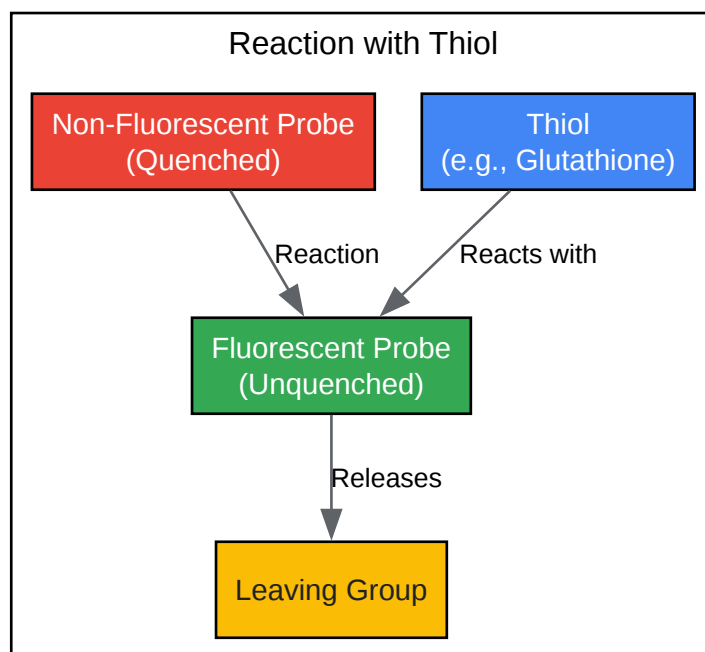 Reaction with Thiol
Non-Fluorescent Probe
(Quenched)
Thiol
(e.g., Glutathione)
Reaction
Reacts with
Fluorescent Probe
(Unquenched)
Releases
Leaving Group